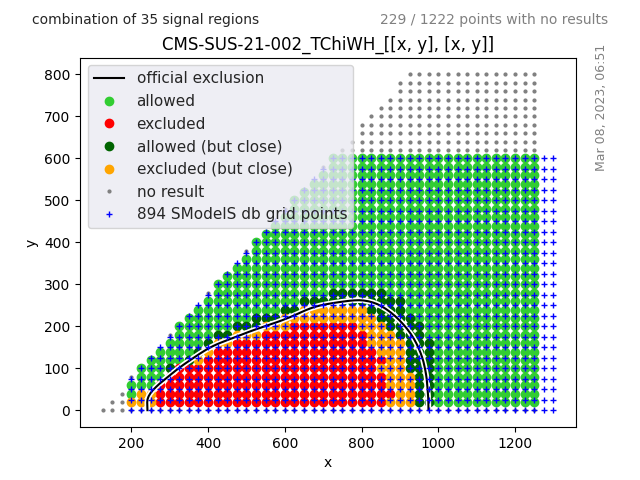 combination of 35 signal regions
229 / 1222 points with no results
CMS-SUS-21-002_TChiWH_[[x, y], [x, y]]
official exclusion
allowed
excluded
allowed (but close)
excluded (but close)
no result
894 SModelS db grid points
800
700
600
500
400
300
200
100
0
y
200
400
600
800
1000
1200
x
Mar 08, 2023, 06:51